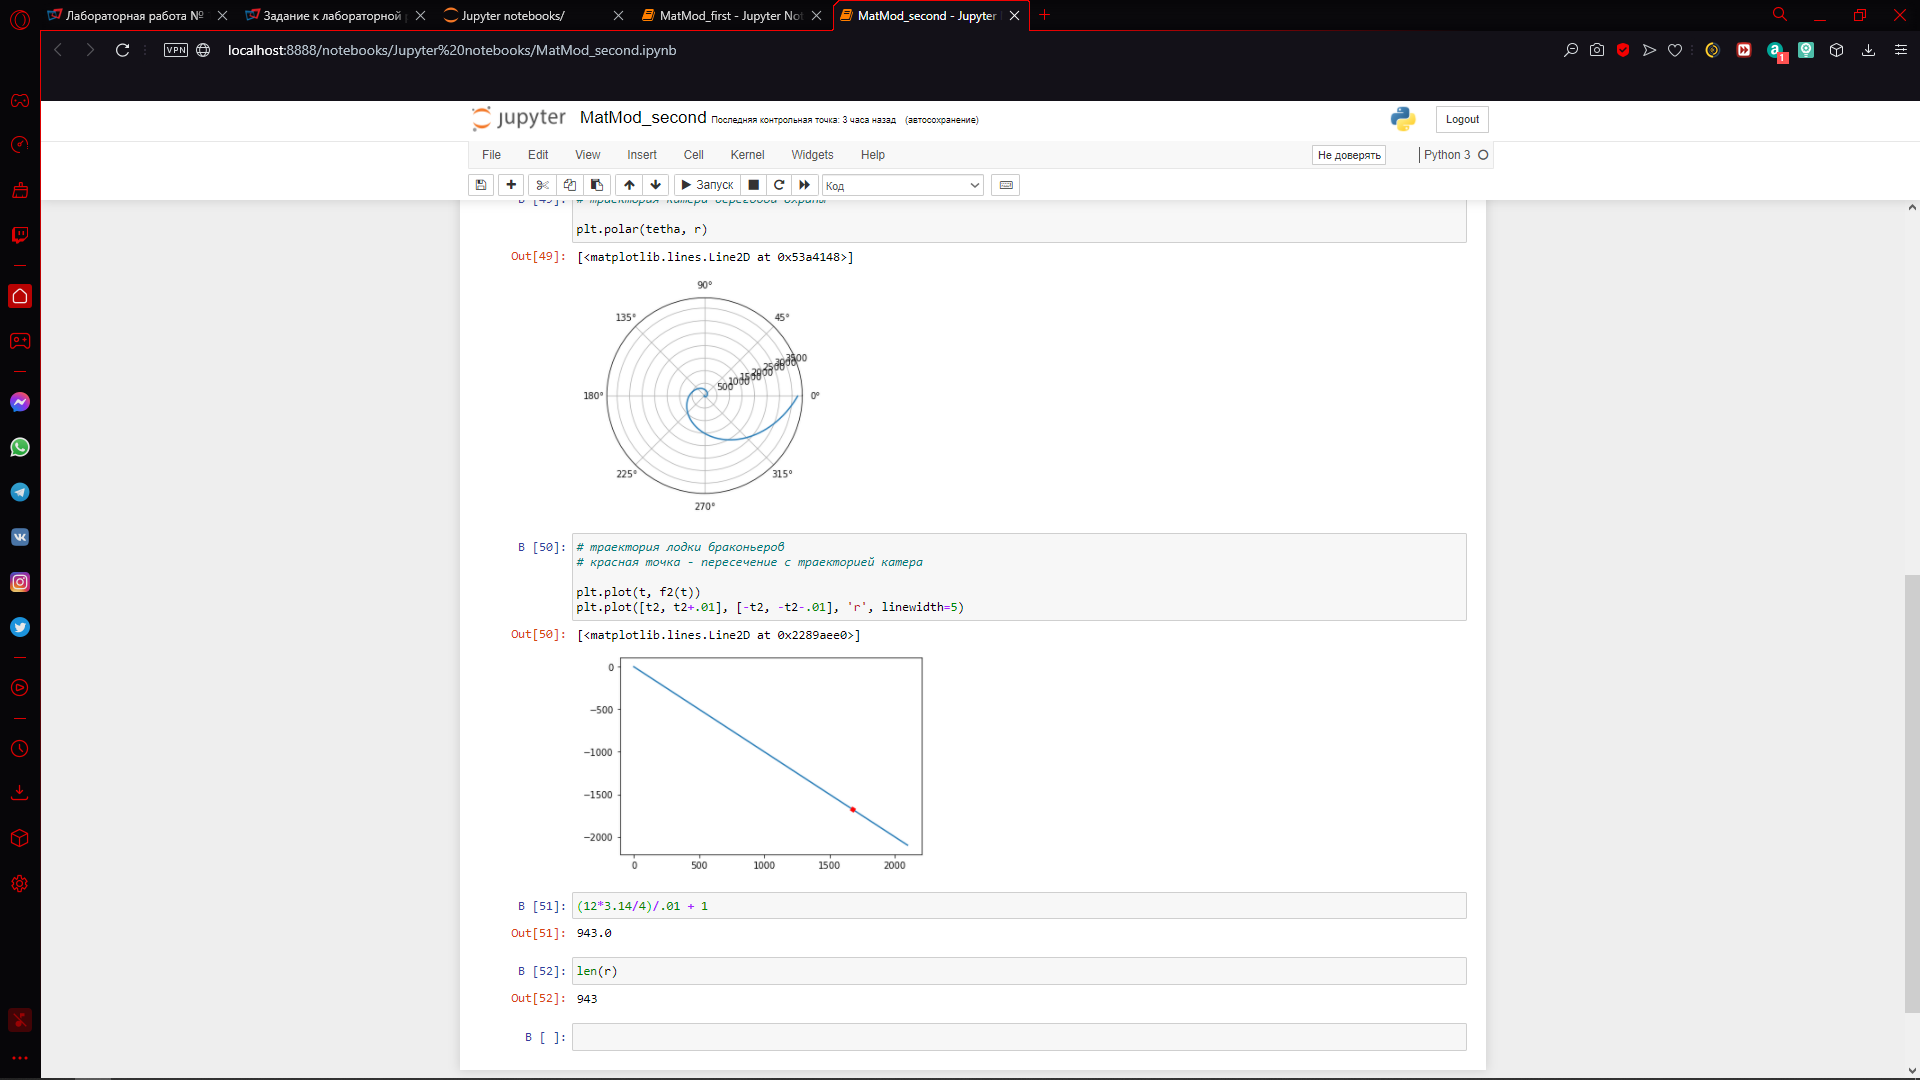 Лабораторная работа №
Задание к лабораторной
Jupyter notebooks/
MatMod_first - Jupyter Not
MatMod_second - Jupyter
VPN
localhost:8888/notebooks/Jupyter%20notebooks/MatMod_second.ipynb
1
jupyter
MatMod_second
Последняя контрольная точка: 3 часа назад (автосохранение)
Logout
File Edit View Insert Cell Kernel Widgets Help
Не доверять
Python 3
Запуск
Код
В [49]: # траектория катера береговой охраны
plt.polar(tetha, r)
Out[49]: [<matplotlib.lines.Line2D at 0x53a4148>]
90°
135° 45°
3500
3000
2500
2000
1500
1000
500
180° 0°
225° 315°
270°
В [50]: # траектория лодки браконьеров
# красная точка - пересечение с траекторией катера
plt.plot(t, f2(t))
plt.plot([t2, t2+.01], [-t2, -t2-.01], 'r', linewidth=5)
Out[50]: [<matplotlib.lines.Line2D at 0x2289aee0>]
0
−500
−1000
−1500
−2000
0 500 1000 1500 2000
В [51]: (12*3.14/4)/.01 + 1
Out[51]: 943.0
В [52]: len(r)
Out[52]: 943
В [ ]: